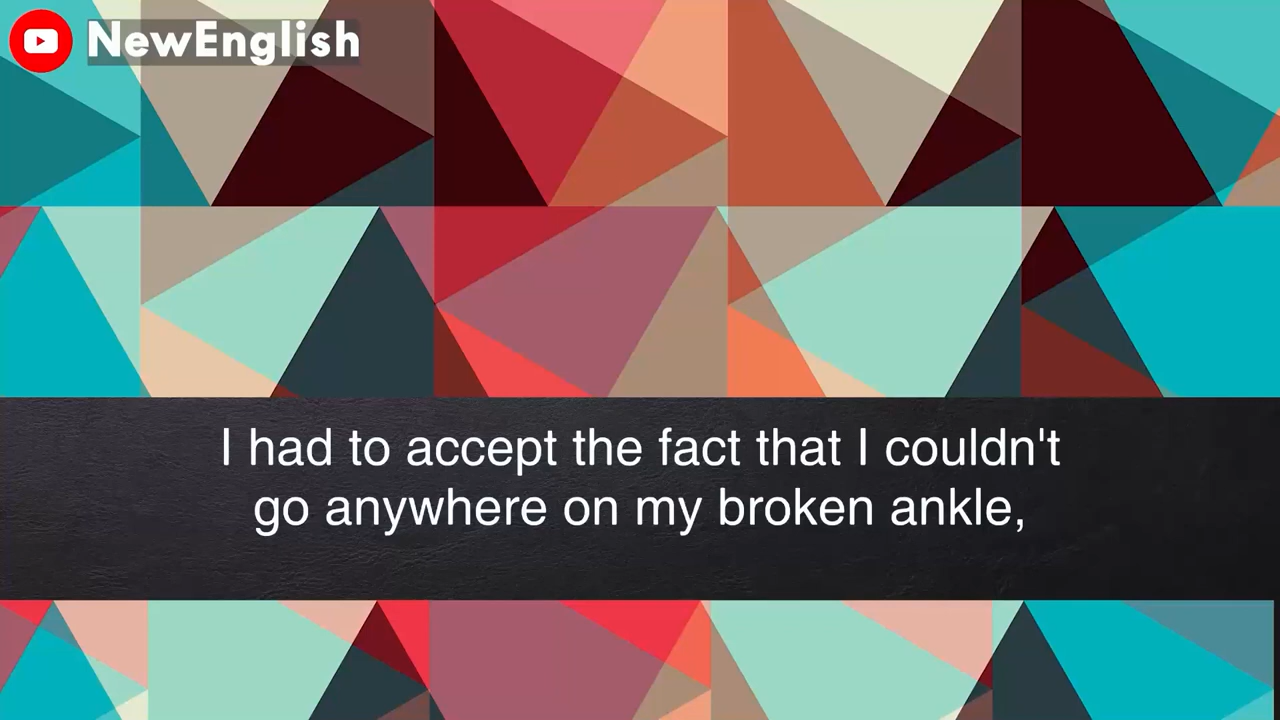 NewEnglish
I had to accept the fact that I couldn't
go anywhere on my broken ankle,